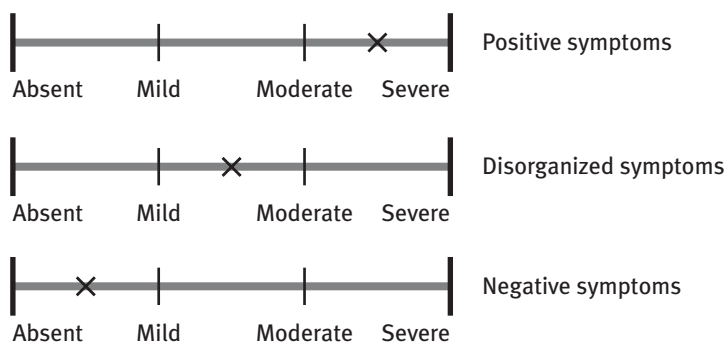 Positive symptoms
Absent Mild Moderate Severe
Disorganized symptoms
Absent Mild Moderate Severe
Negative symptoms
Absent Mild Moderate Severe